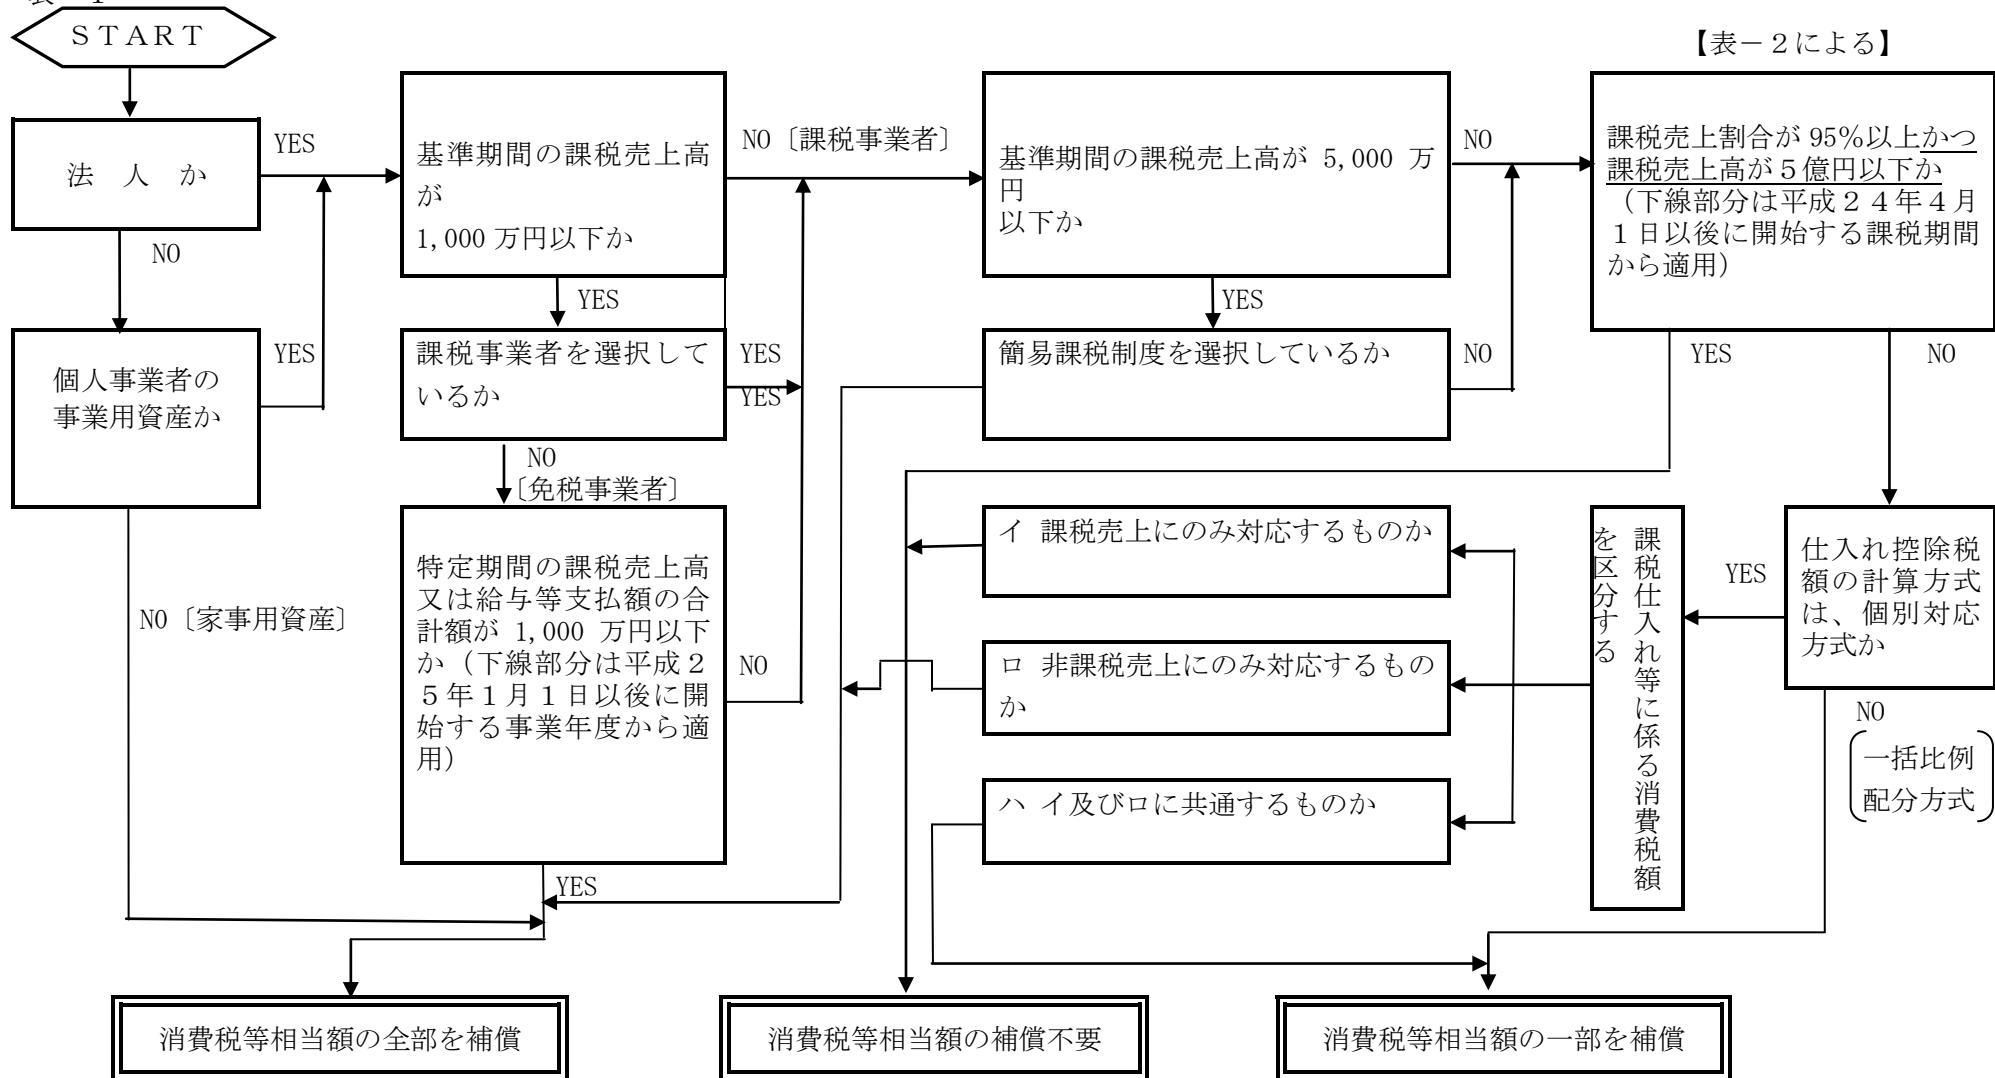 表－1
ＳＴＡＲＴ
【表－２による】
法　人　か
YES
NO
個人事業者の
事業用資産か
YES
NO〔家事用資産〕
基準期間の課税売上高
が
1,000 万円以下か
NO〔課税事業者〕
YES
課税事業者を選択して
いるか
YES
YES
NO
〔免税事業者〕
特定期間の課税売上高
又は給与等支払額の合
計額が 1,000 万円以下
か（下線部分は平成２
５年１月１日以後に開
始する事業年度から適
用）
NO
YES
基準期間の課税売上高が 5,000 万
円
以下か
NO
YES
簡易課税制度を選択しているか
NO
課税売上割合が 95%以上かつ
課税売上高が５億円以下か
（下線部分は平成２４年４月
１日以後に開始する課税期間
から適用）
YES
NO
仕入れ控除税
額の計算方式
は、個別対応
方式か
YES
NO
一括比例
配分方式
課税仕入れ等に係る消費税額
を区分する
イ 課税売上にのみ対応するものか
ロ 非課税売上にのみ対応するもの
か
ハ イ及びロに共通するものか
消費税等相当額の全部を補償
消費税等相当額の補償不要
消費税等相当額の一部を補償